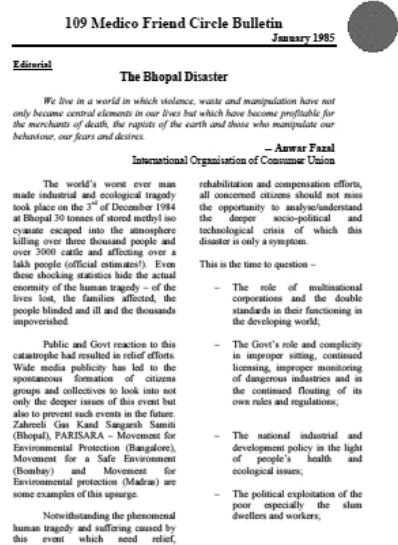 109 Medico Friend Circle Bulletin
January 1985
Editorial
The Bhopal Disaster
We live in a world in which violence, waste and manipulation have not
only become central elements in our lives but which have become profitable for
the merchants of death, the rapists of the earth and those who manipulate our
behaviour, our fears and desires.
– Anwar Fazal
International Organisation of Consumer Union
The world's worst ever man
made industrial and ecological tragedy
took place on the 3rd of December 1984
at Bhopal 30 tonnes of stored methyl iso
cyanate escaped into the atmosphere
killing over three thousand people and
over 3000 cattle and affecting over a
lakh people (official estimates!). Even
these shocking statistics hide the actual
enormity of the human tragedy – of the
lives lost, the families affected, the
people blinded and ill and the thousands
impoverished.
Public and Govt reaction to this
catastrophe had resulted in relief efforts.
Wide media publicity has led to the
spontaneous formation of citizens
groups and collectives to look into not
only the deeper issues of this event but
also to prevent such events in the future.
Zahreeli Gas Kand Sangarsh Samiti
(Bhopal), PARISARA – Movement for
Environmental Protection (Bangalore),
Movement for a Safe Environment
(Bombay) and Movement for
Environmental protection (Madras) are
some examples of this upsurge.
Notwithstanding the phenomenal
human tragedy and suffering caused by
this event which need relief,
rehabilitation and compensation efforts,
all concerned citizens should not miss
the opportunity to analyse/understand
the deeper socio-political and
technological crisis of which this
disaster is only a symptom.
This is the time to question –
– The role of multinational
corporations and the double
standards in their functioning in
the developing world;
– The Govt's role and complicity
in improper sitting, continued
licensing, improper monitoring
of dangerous industries and in
the continued flouting of its
own rules and regulations;
– The national industrial and
development policy in the light
of people's health and
ecological issues;
– The political exploitation of the
poor especially the slum
dwellers and workers;